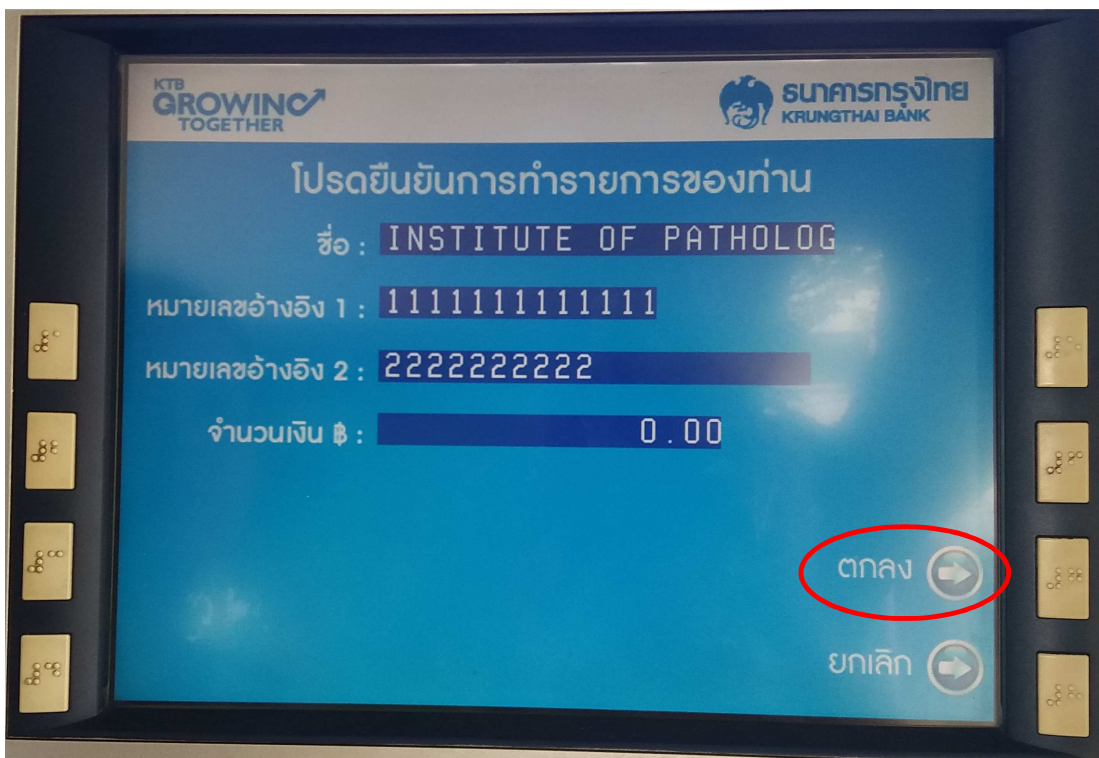 KTB
GROWING
TOGETHER
ธนาคารกรุงไทย
KRUNGTHAI BANK
โปรดยืนยันการทำรายการของท่าน
ชื่อ : INSTITUTE OF PATHOLOG
หมายเลขอ้างอิง 1 : 1111111111111
หมายเลขอ้างอิง 2 : 2222222222
จำนวนเงิน ฿ : 0.00
ตกลง
ยกเลิก